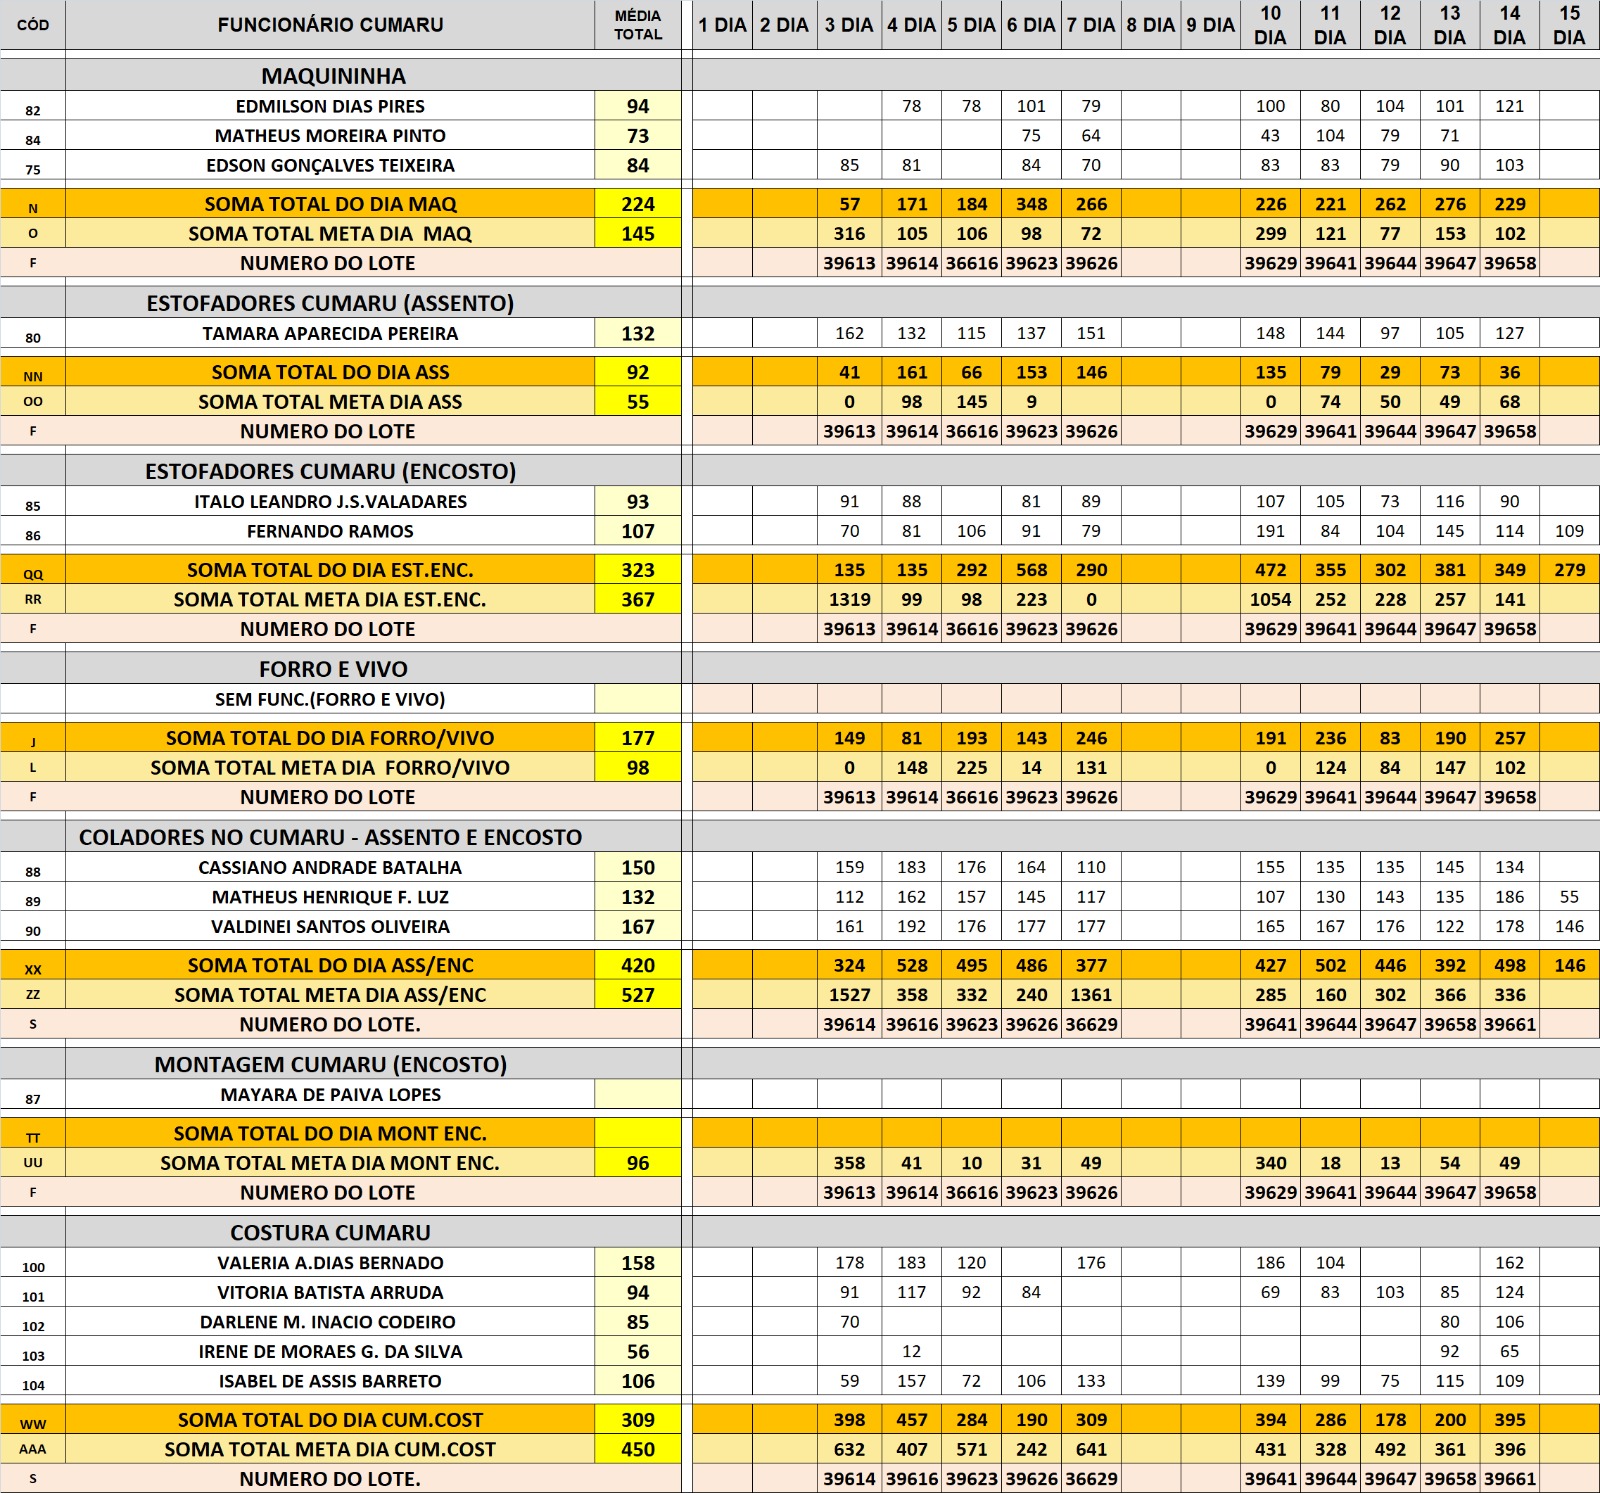 CÓD FUNCIONÁRIO CUMARU MÉDIA TOTAL 1 DIA 2 DIA 3 DIA 4 DIA 5 DIA 6 DIA 7 DIA 8 DIA 9 DIA 10 DIA 11 DIA 12 DIA 13 DIA 14 DIA 15 DIA
MAQUININHA
82 EDMILSON DIAS PIRES 94 78 78 101 79 100 80 104 101 121
84 MATHEUS MOREIRA PINTO 73 75 64 43 104 79 71
75 EDSON GONÇALVES TEIXEIRA 84 85 81 84 70 83 83 79 90 103
N SOMA TOTAL DO DIA MAQ 224 57 171 184 348 266 226 221 262 276 229
O SOMA TOTAL META DIA MAQ 145 316 105 106 98 72 299 121 77 153 102
F NUMERO DO LOTE 39613 39614 36616 39623 39626 39629 39641 39644 39647 39658
ESTOFADORES CUMARU (ASSENTO)
80 TAMARA APARECIDA PEREIRA 132 162 132 115 137 151 148 144 97 105 127
NN SOMA TOTAL DO DIA ASS 92 41 161 66 153 146 135 79 29 73 36
OO SOMA TOTAL META DIA ASS 55 0 98 145 9 0 74 50 49 68
F NUMERO DO LOTE 39613 39614 36616 39623 39626 39629 39641 39644 39647 39658
ESTOFADORES CUMARU (ENCOSTO)
85 ITALO LEANDRO J.S.VALADARES 93 91 88 81 89 107 105 73 116 90
86 FERNANDO RAMOS 107 70 81 106 91 79 191 84 104 145 114 109
QQ SOMA TOTAL DO DIA EST.ENC. 323 135 135 292 568 290 472 355 302 381 349 279
RR SOMA TOTAL META DIA EST.ENC. 367 1319 99 98 223 0 1054 252 228 257 141
F NUMERO DO LOTE 39613 39614 36616 39623 39626 39629 39641 39644 39647 39658
FORRO E VIVO
SEM FUNC.(FORRO E VIVO)
J SOMA TOTAL DO DIA FORRO/VIVO 177 149 81 193 143 246 191 236 83 190 257
L SOMA TOTAL META DIA FORRO/VIVO 98 0 148 225 14 131 0 124 84 147 102
F NUMERO DO LOTE 39613 39614 36616 39623 39626 39629 39641 39644 39647 39658
COLADORES NO CUMARU - ASSENTO E ENCOSTO
88 CASSIANO ANDRADE BATALHA 150 159 183 176 164 110 155 135 135 145 134
89 MATHEUS HENRIQUE F. LUZ 132 112 162 157 145 117 107 130 143 135 186 55
90 VALDINEI SANTOS OLIVEIRA 167 161 192 176 177 177 165 167 176 122 178 146
XX SOMA TOTAL DO DIA ASS/ENC 420 324 528 495 486 377 427 502 446 392 498 146
ZZ SOMA TOTAL META DIA ASS/ENC 527 1527 358 332 240 1361 285 160 302 366 336
S NUMERO DO LOTE. 39614 39616 39623 39626 36629 39641 39644 39647 39658 39661
MONTAGEM CUMARU (ENCOSTO)
87 MAYARA DE PAIVA LOPES
TT SOMA TOTAL DO DIA MONT ENC.
UU SOMA TOTAL META DIA MONT ENC. 96 358 41 10 31 49 340 18 13 54 49
F NUMERO DO LOTE 39613 39614 36616 39623 39626 39629 39641 39644 39647 39658
COSTURA CUMARU
100 VALERIA A.DIAS BERNADO 158 178 183 120 176 186 104 162
101 VITORIA BATISTA ARRUDA 94 91 117 92 84 69 83 103 85 124
102 DARLENE M. INACIO CODEIRO 85 70 80 106
103 IRENE DE MORAES G. DA SILVA 56 12 92 65
104 ISABEL DE ASSIS BARRETO 106 59 157 72 106 133 139 99 75 115 109
WW SOMA TOTAL DO DIA CUM.COST 309 398 457 284 190 309 394 286 178 200 395
AAA SOMA TOTAL META DIA CUM.COST 450 632 407 571 242 641 431 328 492 361 396
S NUMERO DO LOTE. 39614 39616 39623 39626 36629 39641 39644 39647 39658 39661